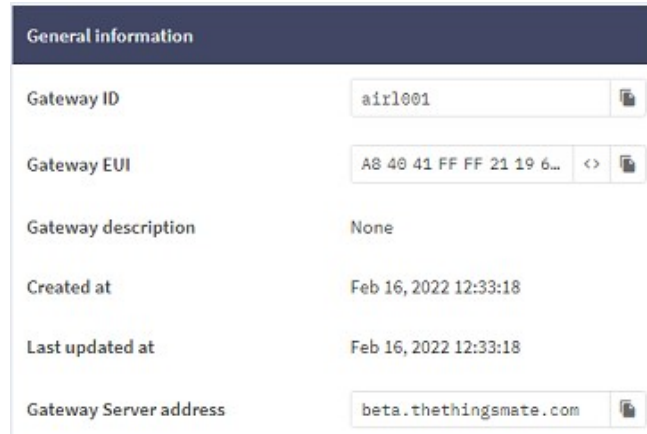 General information
Gateway ID airl001
Gateway EUI A8 40 41 FF FF 21 19 6… <>
Gateway description None
Created at Feb 16, 2022 12:33:18
Last updated at Feb 16, 2022 12:33:18
Gateway Server address beta.thethingsmate.com